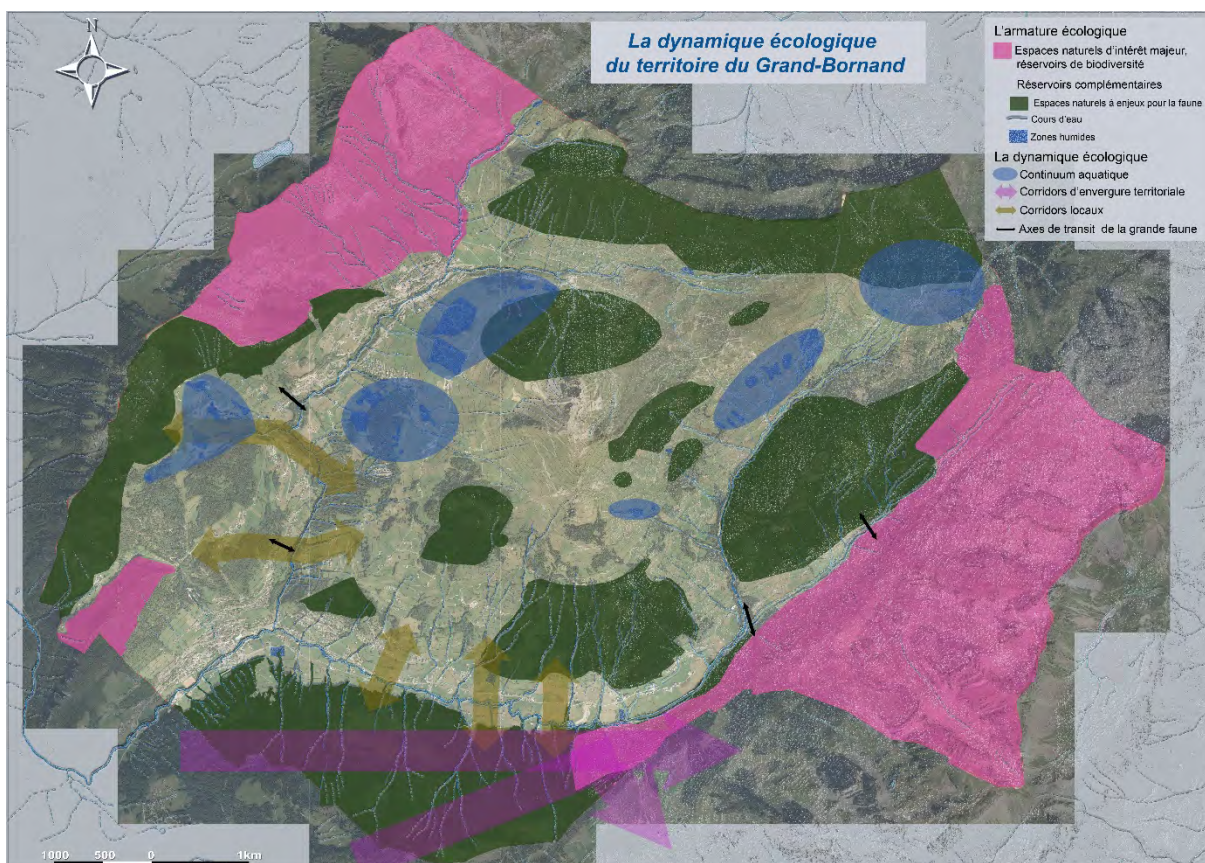 N
La dynamique écologique
du territoire du Grand-Bornand
L'armature écologique
Espaces naturels d'intérêt majeur,
réservoirs de biodiversité
Réservoirs complémentaires
Espaces naturels à enjeux pour la faune
Cours d'eau
Zones humides
La dynamique écologique
Continuum aquatique
Corridors d'envergure territoriale
Corridors locaux
Axes de transit de la grande faune
1000 500 0 1km